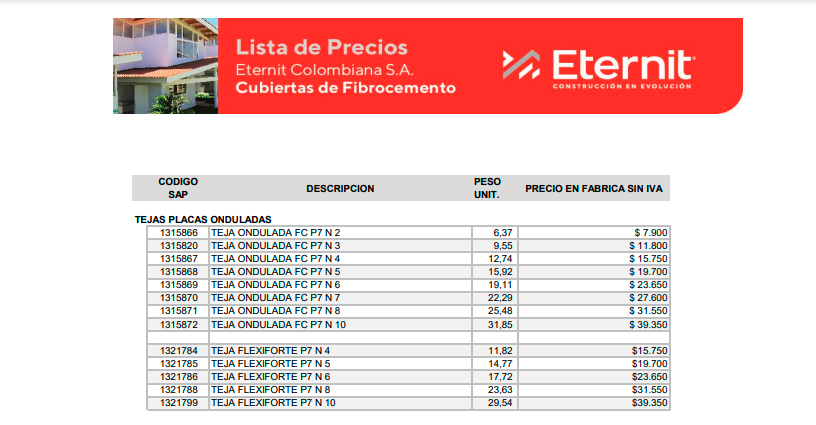 Lista de Precios
Eternit Colombiana S.A.
Cubiertas de Fibrocemento
Eternit
CONSTRUCCIÓN EN EVOLUCIÓN
CODIGO SAP DESCRIPCION PESO UNIT. PRECIO EN FABRICA SIN IVA
TEJAS PLACAS ONDULADAS
1315866 TEJA ONDULADA FC P7 N 2 6,37 $ 7.900
1315820 TEJA ONDULADA FC P7 N 3 9,55 $ 11.800
1315867 TEJA ONDULADA FC P7 N 4 12,74 $ 15.750
1315868 TEJA ONDULADA FC P7 N 5 15,92 $ 19.700
1315869 TEJA ONDULADA FC P7 N 6 19,11 $ 23.650
1315870 TEJA ONDULADA FC P7 N 7 22,29 $ 27.600
1315871 TEJA ONDULADA FC P7 N 8 25,48 $ 31.550
1315872 TEJA ONDULADA FC P7 N 10 31,85 $ 39.350
1321784 TEJA FLEXIFORTE P7 N 4 11,82 $15.750
1321785 TEJA FLEXIFORTE P7 N 5 14,77 $19.700
1321786 TEJA FLEXIFORTE P7 N 6 17,72 $23.650
1321788 TEJA FLEXIFORTE P7 N 8 23,63 $31.550
1321799 TEJA FLEXIFORTE P7 N 10 29,54 $39.350